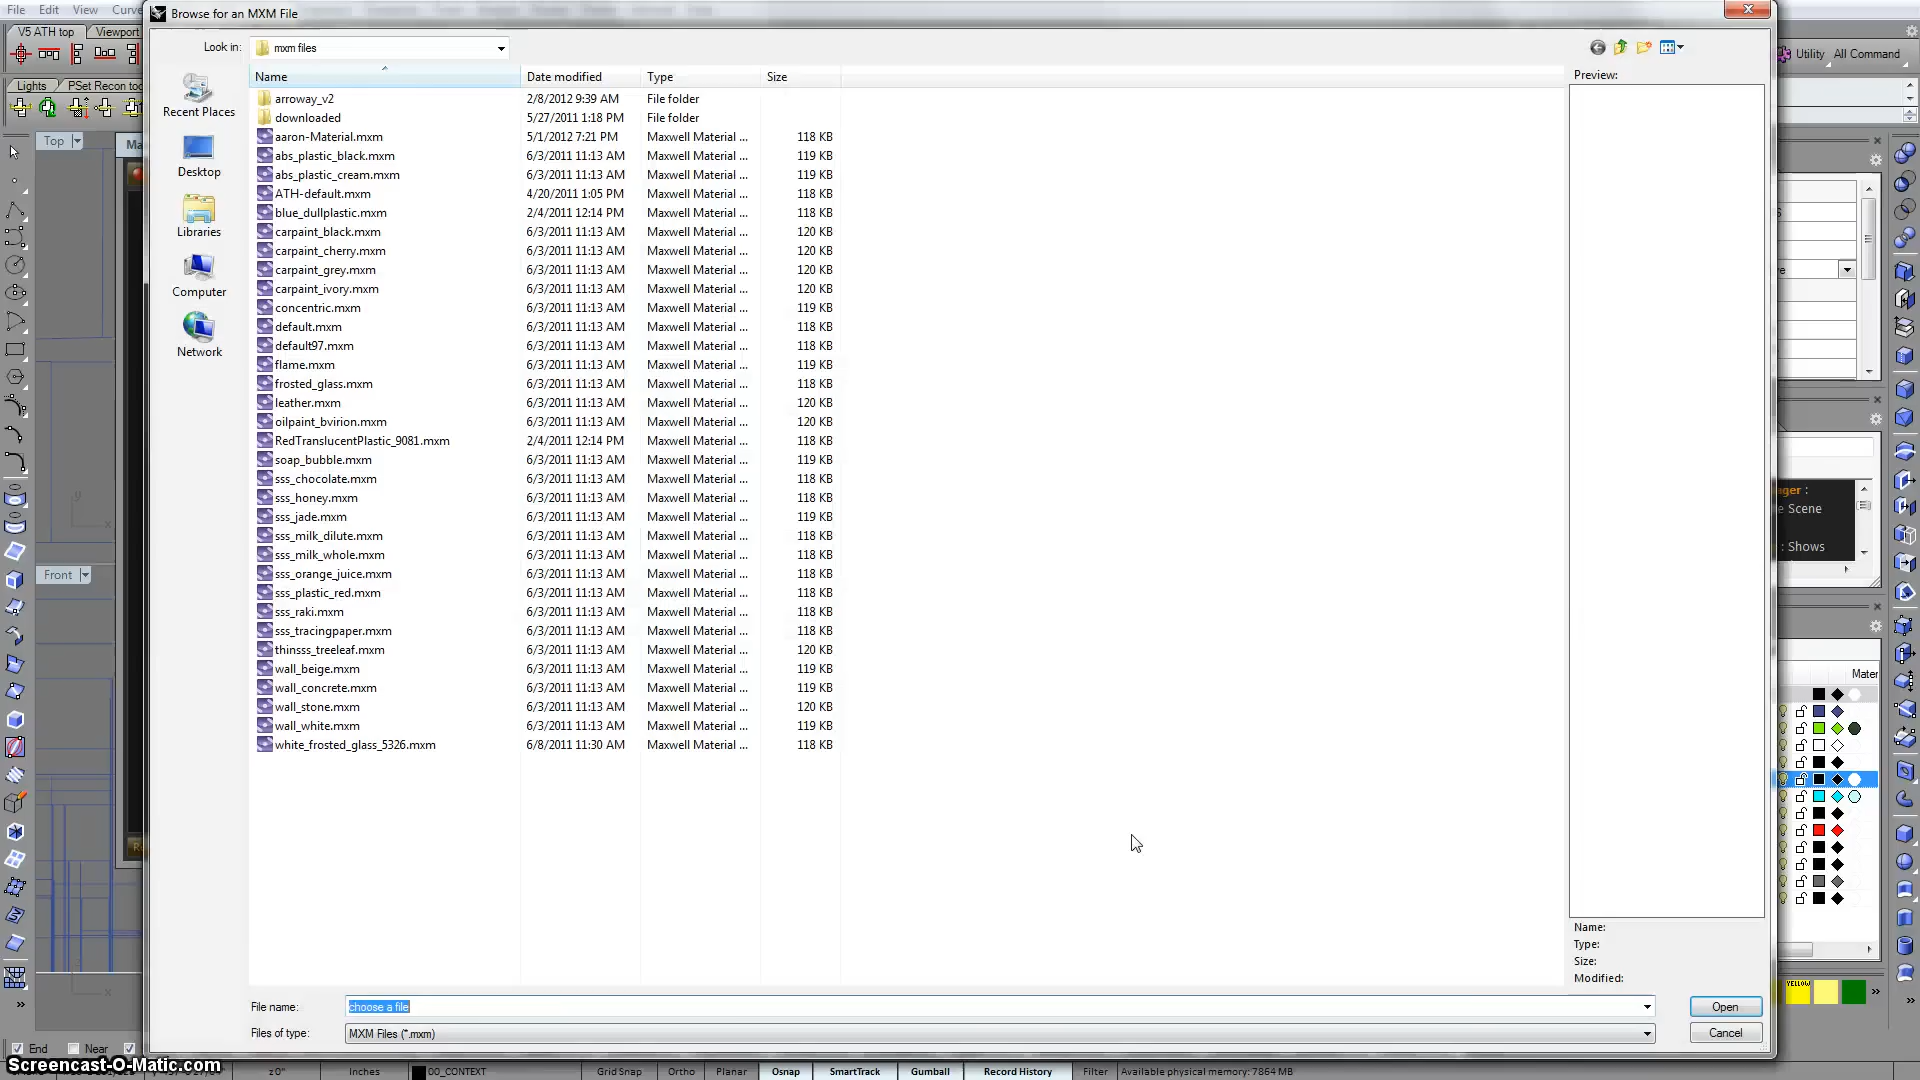 File Edit View Curve
Browse for an MXM File
V5 ATH top Viewport
Utility All Command
Look in: mxm files
Preview:
Lights PSet Recon too
Name Date modified Type Size
Recent Places
Desktop
Libraries
Computer
Network
arroway_v2 2/8/2012 9:39 AM File folder
downloaded 5/27/2011 1:18 PM File folder
aaron-Material.mxm 5/1/2012 7:21 PM Maxwell Material ... 118 KB
abs_plastic_black.mxm 6/3/2011 11:13 AM Maxwell Material ... 119 KB
abs_plastic_cream.mxm 6/3/2011 11:13 AM Maxwell Material ... 119 KB
ATH-default.mxm 4/20/2011 1:05 PM Maxwell Material ... 118 KB
blue_dullplastic.mxm 2/4/2011 12:14 PM Maxwell Material ... 118 KB
carpaint_black.mxm 6/3/2011 11:13 AM Maxwell Material ... 120 KB
carpaint_cherry.mxm 6/3/2011 11:13 AM Maxwell Material ... 120 KB
carpaint_grey.mxm 6/3/2011 11:13 AM Maxwell Material ... 120 KB
carpaint_ivory.mxm 6/3/2011 11:13 AM Maxwell Material ... 120 KB
concentric.mxm 6/3/2011 11:13 AM Maxwell Material ... 119 KB
default.mxm 6/3/2011 11:13 AM Maxwell Material ... 118 KB
default97.mxm 6/3/2011 11:13 AM Maxwell Material ... 118 KB
flame.mxm 6/3/2011 11:13 AM Maxwell Material ... 119 KB
frosted_glass.mxm 6/3/2011 11:13 AM Maxwell Material ... 118 KB
leather.mxm 6/3/2011 11:13 AM Maxwell Material ... 120 KB
oilpaint_bvirion.mxm 6/3/2011 11:13 AM Maxwell Material ... 120 KB
RedTranslucentPlastic_9081.mxm 2/4/2011 12:14 PM Maxwell Material ... 118 KB
soap_bubble.mxm 6/3/2011 11:13 AM Maxwell Material ... 119 KB
sss_chocolate.mxm 6/3/2011 11:13 AM Maxwell Material ... 118 KB
sss_honey.mxm 6/3/2011 11:13 AM Maxwell Material ... 118 KB
sss_jade.mxm 6/3/2011 11:13 AM Maxwell Material ... 119 KB
sss_milk_dilute.mxm 6/3/2011 11:13 AM Maxwell Material ... 118 KB
sss_milk_whole.mxm 6/3/2011 11:13 AM Maxwell Material ... 118 KB
sss_orange_juice.mxm 6/3/2011 11:13 AM Maxwell Material ... 118 KB
sss_plastic_red.mxm 6/3/2011 11:13 AM Maxwell Material ... 118 KB
sss_raki.mxm 6/3/2011 11:13 AM Maxwell Material ... 118 KB
sss_tracingpaper.mxm 6/3/2011 11:13 AM Maxwell Material ... 118 KB
thinsss_treeleaf.mxm 6/3/2011 11:13 AM Maxwell Material ... 120 KB
wall_beige.mxm 6/3/2011 11:13 AM Maxwell Material ... 119 KB
wall_concrete.mxm 6/3/2011 11:13 AM Maxwell Material ... 119 KB
wall_stone.mxm 6/3/2011 11:13 AM Maxwell Material ... 120 KB
wall_white.mxm 6/3/2011 11:13 AM Maxwell Material ... 119 KB
white_frosted_glass_5326.mxm 6/8/2011 11:30 AM Maxwell Material ... 118 KB
Top
Front
ager :
e Scene
: Shows
Mater
Name:
Type:
Size:
Modified:
YELLOW
File name: choose a file Open
Files of type: MXM Files (*.mxm) Cancel
End Near
Screencast-O-Matic.com
z 0" Inches 00_CONTEXT Grid Snap Ortho Planar Osnap SmartTrack Gumball Record History Filter Available physical memory: 7864 MB